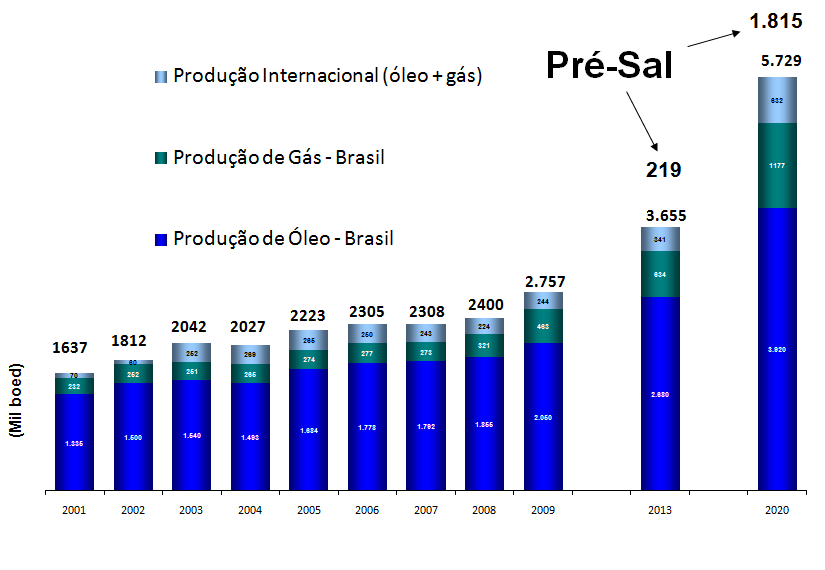 1.815
Pré-Sal
5.729
Produção Internacional (óleo + gás)
632
Produção de Gás - Brasil
1177
219
3.655
Produção de Óleo - Brasil
341
634
2.757
2223 2305 2308 2400
1637 1812 2042 2027
70 60 252 269 265 250 243 224 244
232 252 251 265 274 277 273 321 463
1.335 1.500 1.540 1.493 1.684 1.778 1.792 1.855 2.050 2.680 3.920
(Mil boed)
2001 2002 2003 2004 2005 2006 2007 2008 2009 2013 2020